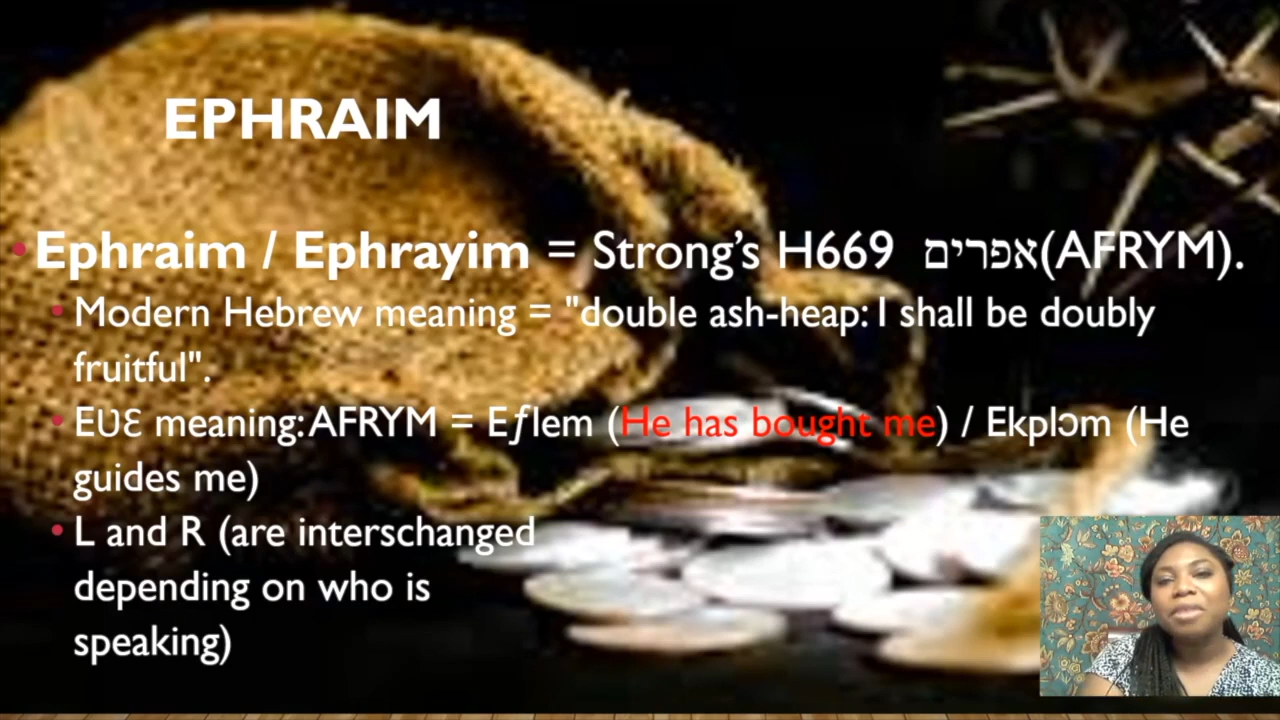 EPHRAIM
• Ephraim / Ephrayim = Strong's H669 אפרים(AFRYM).
• Modern Hebrew meaning = "double ash-heap: I shall be doubly
fruitful".
• EƲƐ meaning: AFRYM = Eƒlem (He has bought me) / Ekplɔm (He
guides me)
• L and R (are interschanged
depending on who is
speaking)